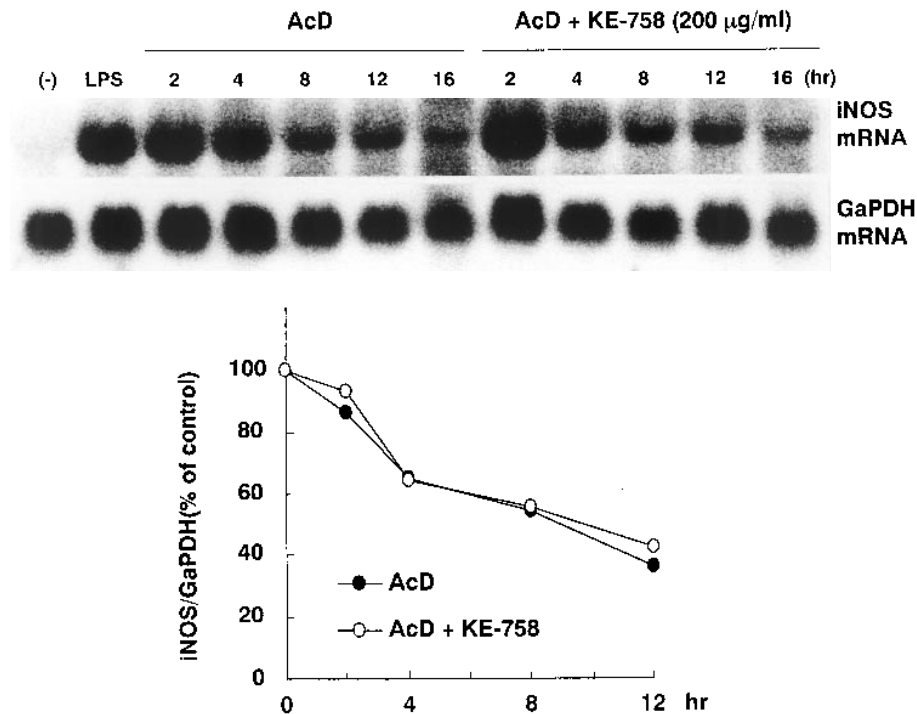 AcD AcD + KE-758 (200 µg/ml)
(-) LPS 2 4 8 12 16 2 4 8 12 16 (hr)
iNOS
mRNA
GaPDH
mRNA
iNOS/GaPDH(% of control)
100
80
60
40
20
0
AcD
AcD + KE-758
0 4 8 12 hr